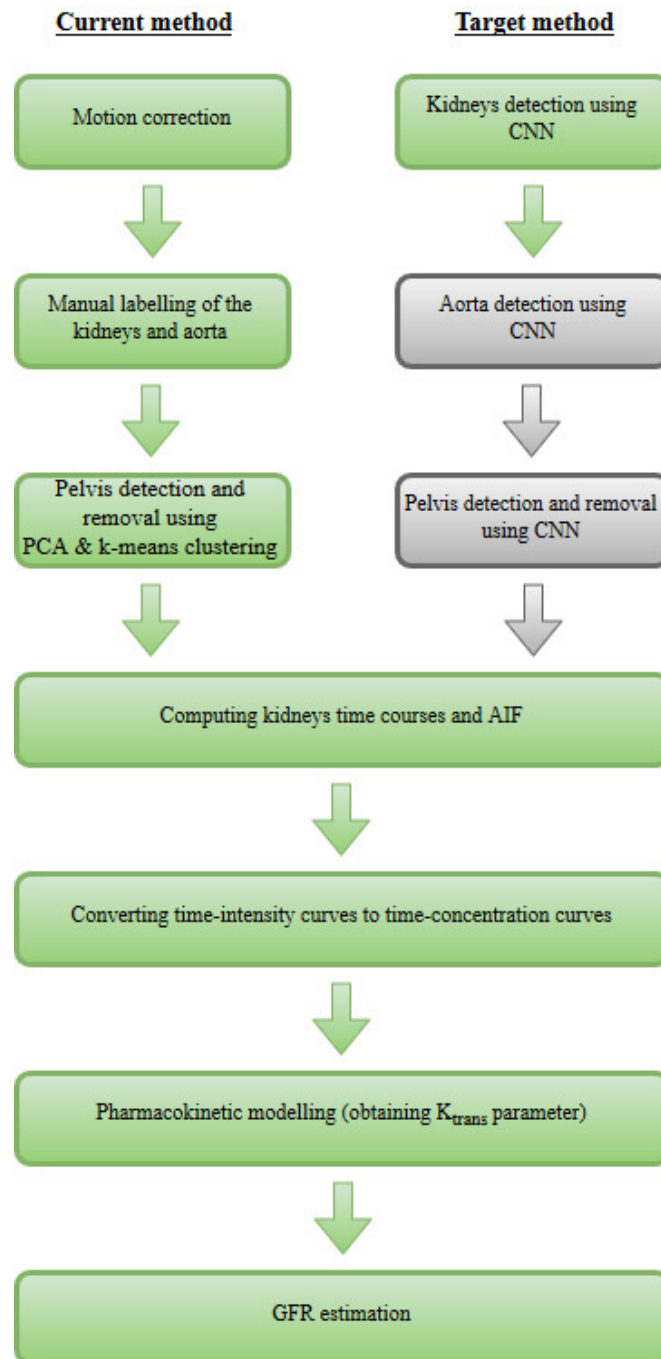 Current method
Target method
Motion correction
Kidneys detection using
CNN
Manual labelling of the
kidneys and aorta
Aorta detection using
CNN
Pelvis detection and
removal using
PCA & k-means clustering
Pelvis detection and removal
using CNN
Computing kidneys time courses and AIF
Converting time-intensity curves to time-concentration curves
Pharmacokinetic modelling (obtaining Ktrans parameter)
GFR estimation